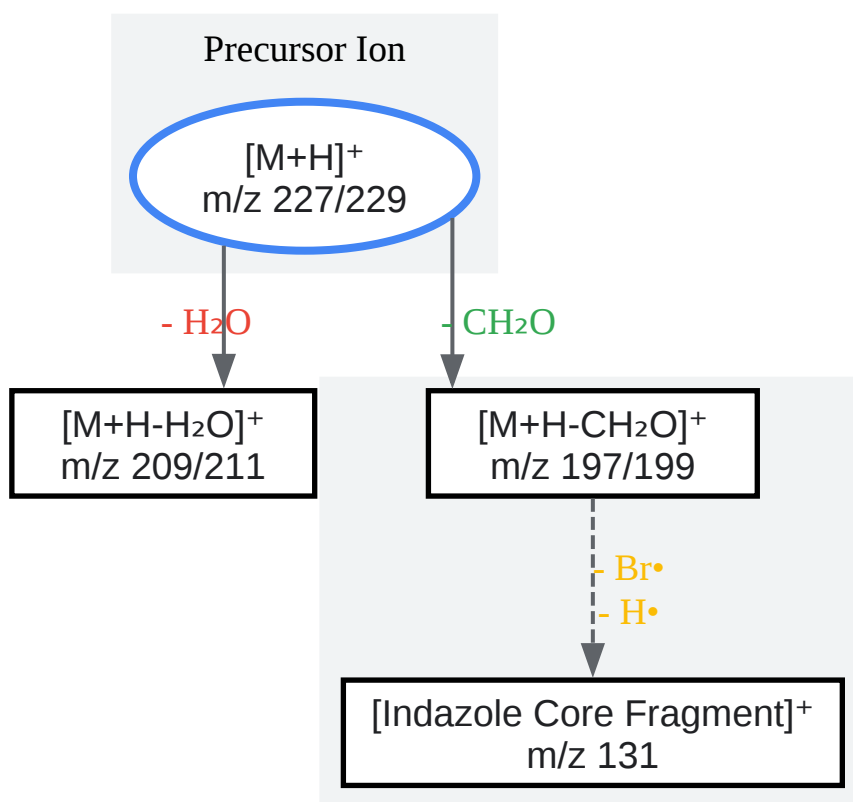 Precursor Ion
[M+H]⁺
m/z 227/229
- H₂O
- CH₂O
[M+H-H₂O]⁺
m/z 209/211
[M+H-CH₂O]⁺
m/z 197/199
- Br•
- H•
[Indazole Core Fragment]⁺
m/z 131